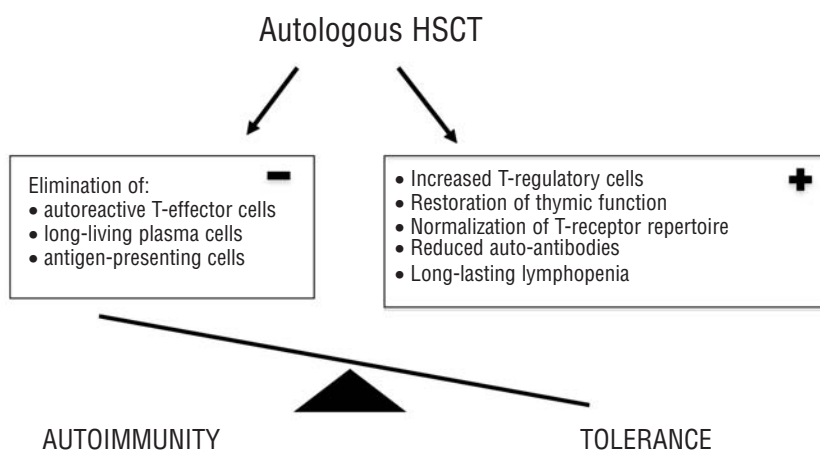 Autologous HSCT
Elimination of:
• autoreactive T-effector cells
• long-living plasma cells
• antigen-presenting cells
• Increased T-regulatory cells
• Restoration of thymic function
• Normalization of T-receptor repertoire
• Reduced auto-antibodies
• Long-lasting lymphopenia
AUTOIMMUNITY
TOLERANCE